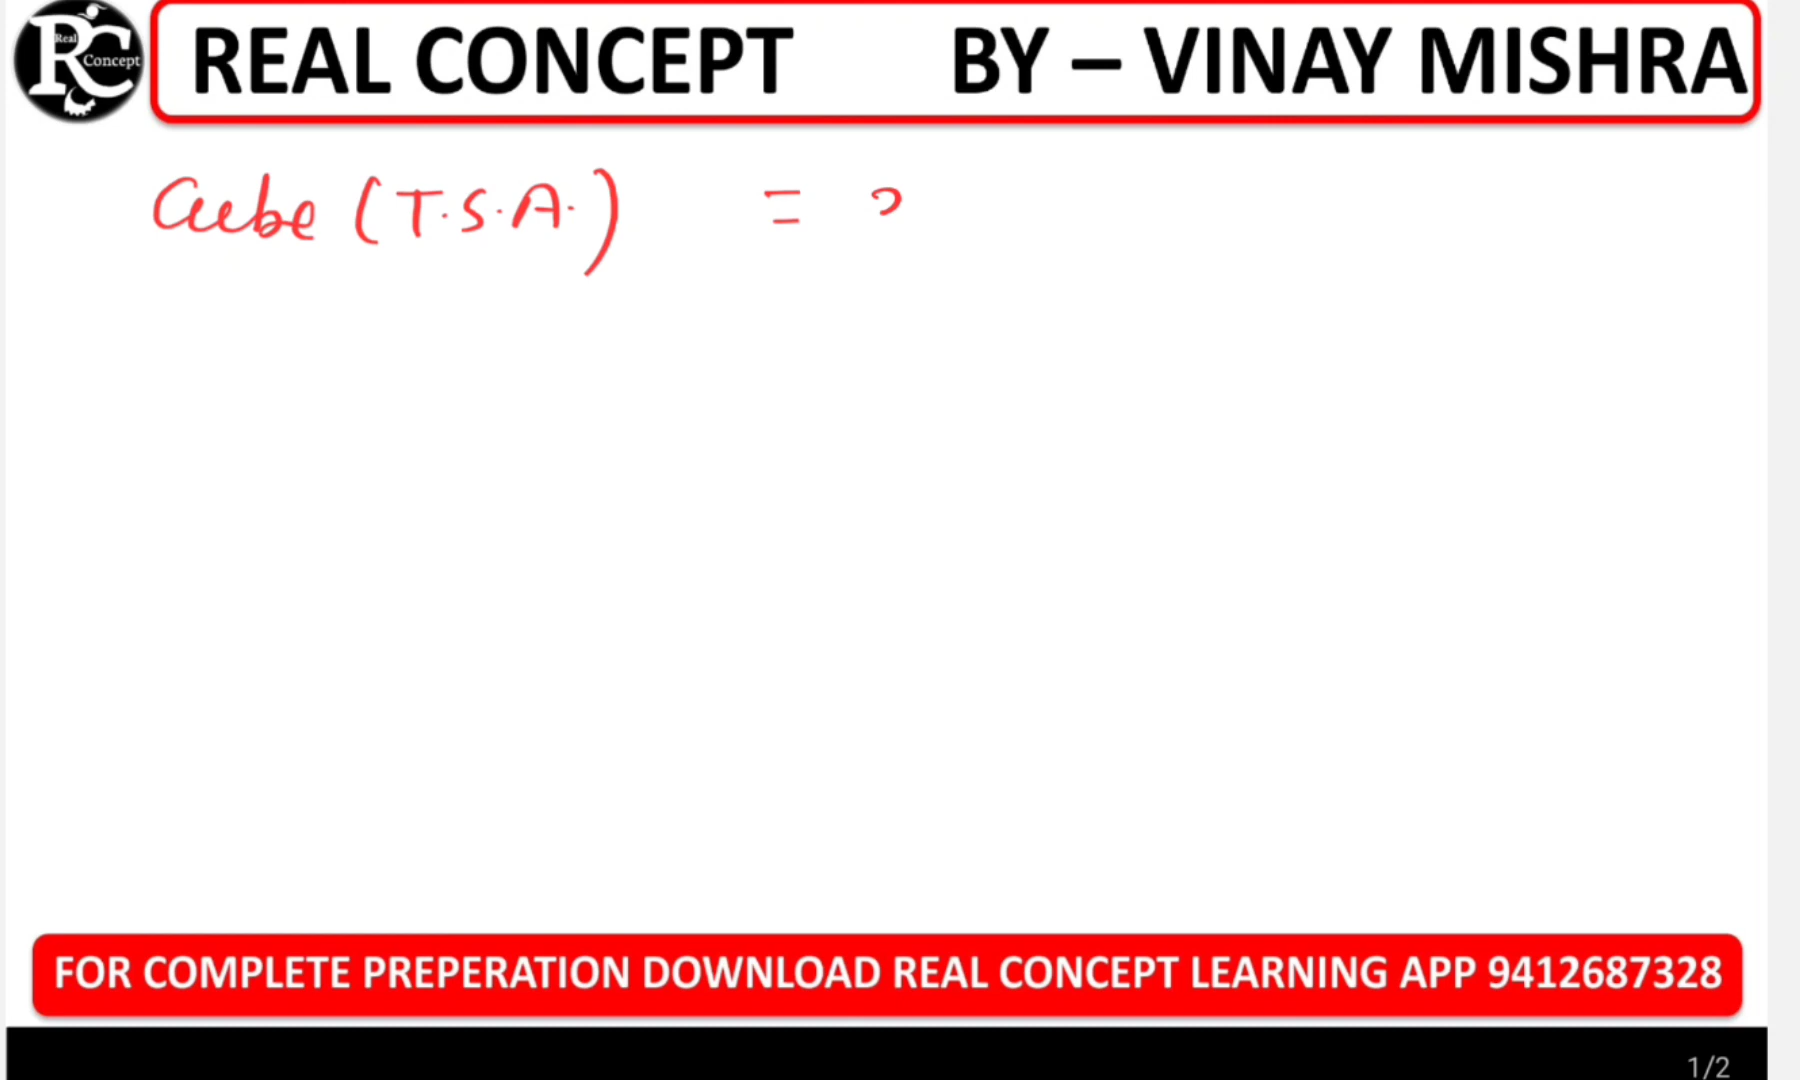 Real
Concept
REAL CONCEPT BY – VINAY MISHRA
Cube (T.S.A.) = ?
FOR COMPLETE PREPERATION DOWNLOAD REAL CONCEPT LEARNING APP 9412687328
1/2